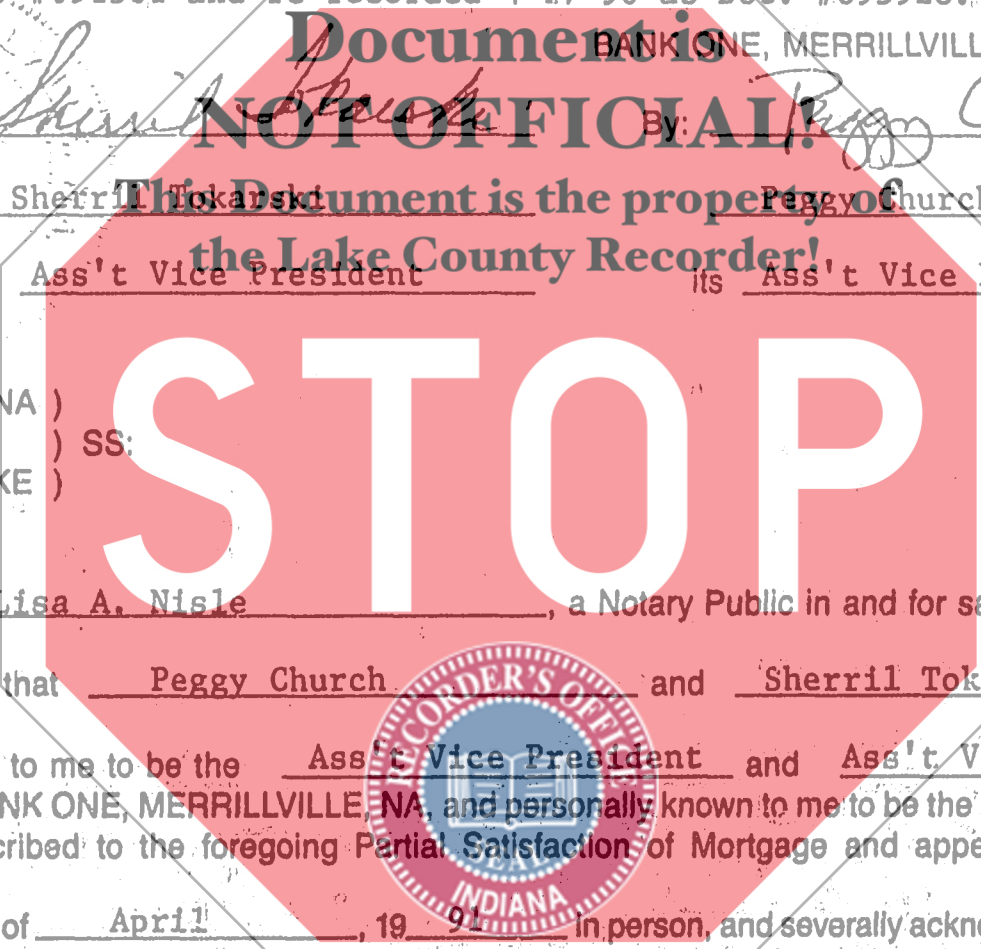 Document is
BANK ONE, MERRILLVILL
NOT OFFICIAL!
By: Peggy C
Sherril Tokarski
This Document is the property of
Peggy Church
the Lake County Recorder!
Ass't Vice President
its Ass't Vice
STOP
NA )
) SS:
KE )
Lisa A. Nisle, a Notary Public in and for sa
that Peggy Church and Sherril Tok
RECORDER'S OFFICE
to me to be the Ass't Vice President and Ass't V
NK ONE, MERRILLVILLE, NA, and personally known to me to be the
cribed to the foregoing Partial Satisfaction of Mortgage and appe
SEAL
INDIANA
of April, 19 91 in person, and severally ackno